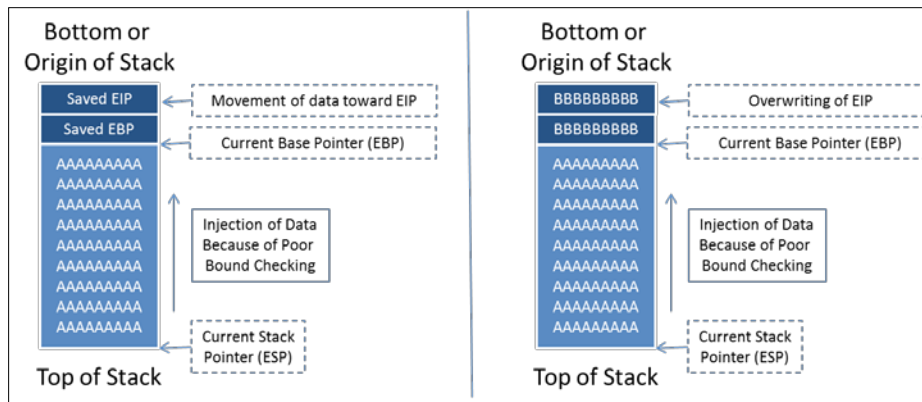 Bottom or
Origin of Stack
Saved EIP
Movement of data toward EIP
Saved EBP
Current Base Pointer (EBP)
AAAAAAAAA
AAAAAAAAA
AAAAAAAAA
AAAAAAAAA
AAAAAAAAA
AAAAAAAAA
AAAAAAAAA
AAAAAAAAA
AAAAAAAAA
Injection of Data
Because of Poor
Bound Checking
Current Stack
Pointer (ESP)
Top of Stack
Bottom or
Origin of Stack
BBBBBBBBB
Overwriting of EIP
BBBBBBBBB
Current Base Pointer (EBP)
AAAAAAAAA
AAAAAAAAA
AAAAAAAAA
AAAAAAAAA
AAAAAAAAA
AAAAAAAAA
AAAAAAAAA
AAAAAAAAA
AAAAAAAAA
Injection of Data
Because of Poor
Bound Checking
Current Stack
Pointer (ESP)
Top of Stack